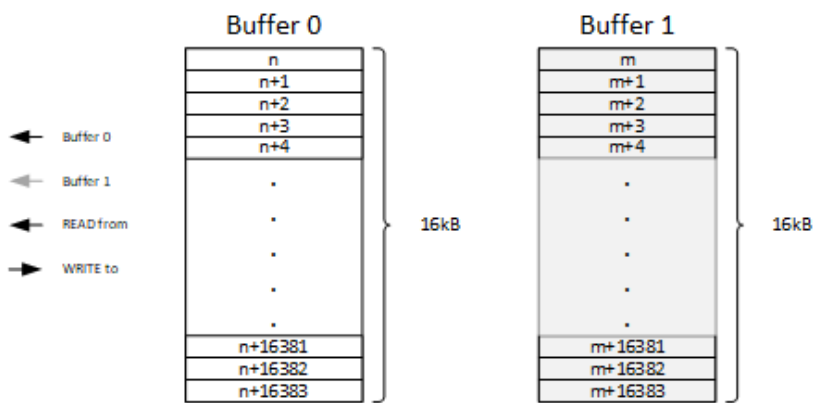 Buffer 0
n
n+1
n+2
n+3
n+4
.
.
.
.
.
n+16381
n+16382
n+16383
16kB
Buffer 1
m
m+1
m+2
m+3
m+4
.
.
.
.
.
m+16381
m+16382
m+16383
16kB
Buffer 0
Buffer 1
READ from
WRITE to